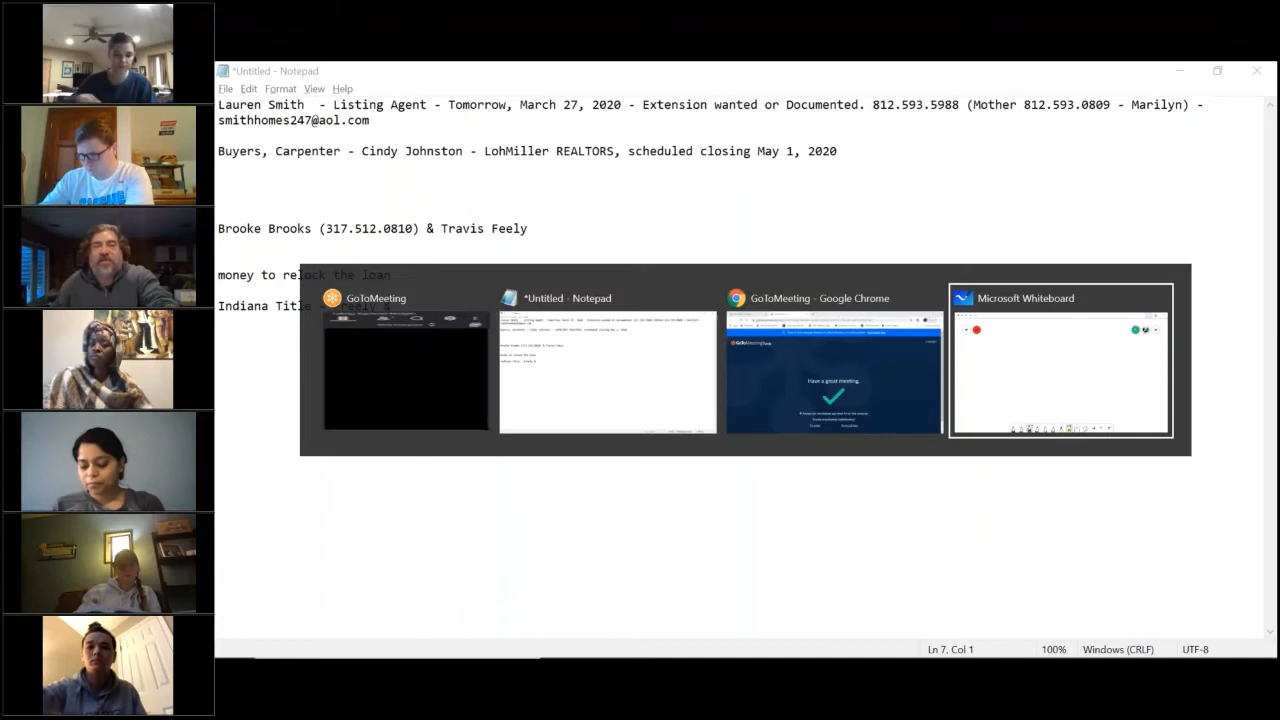 *Untitled - Notepad
File Edit Format View Help
Lauren Smith - Listing Agent - Tomorrow, March 27, 2020 - Extension wanted or Documented. 812.593.5988 (Mother 812.593.0809 - Marilyn) -
smithhomes247@aol.com
Buyers, Carpenter - Cindy Johnston - LohMiller REALTORS, scheduled closing May 1, 2020
Brooke Brooks (317.512.0810) & Travis Feely
money to relock the loan
Indiana Title
GoToMeeting
*Untitled - Notepad
GoToMeeting - Google Chrome
Microsoft Whiteboard
Have a great meeting.
Ln 7, Col 1 100% Windows (CRLF) UTF-8